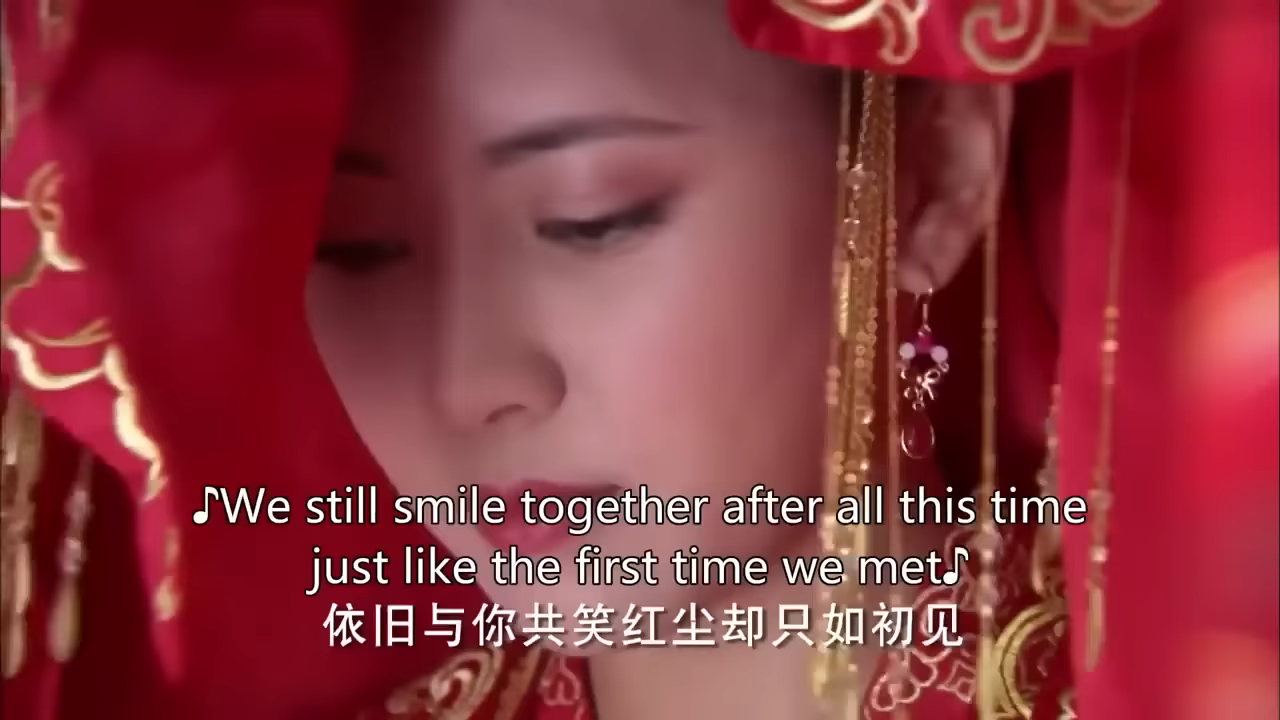 ♪We still smile together after all this time
just like the first time we met♪
依旧与你共笑红尘却只如初见